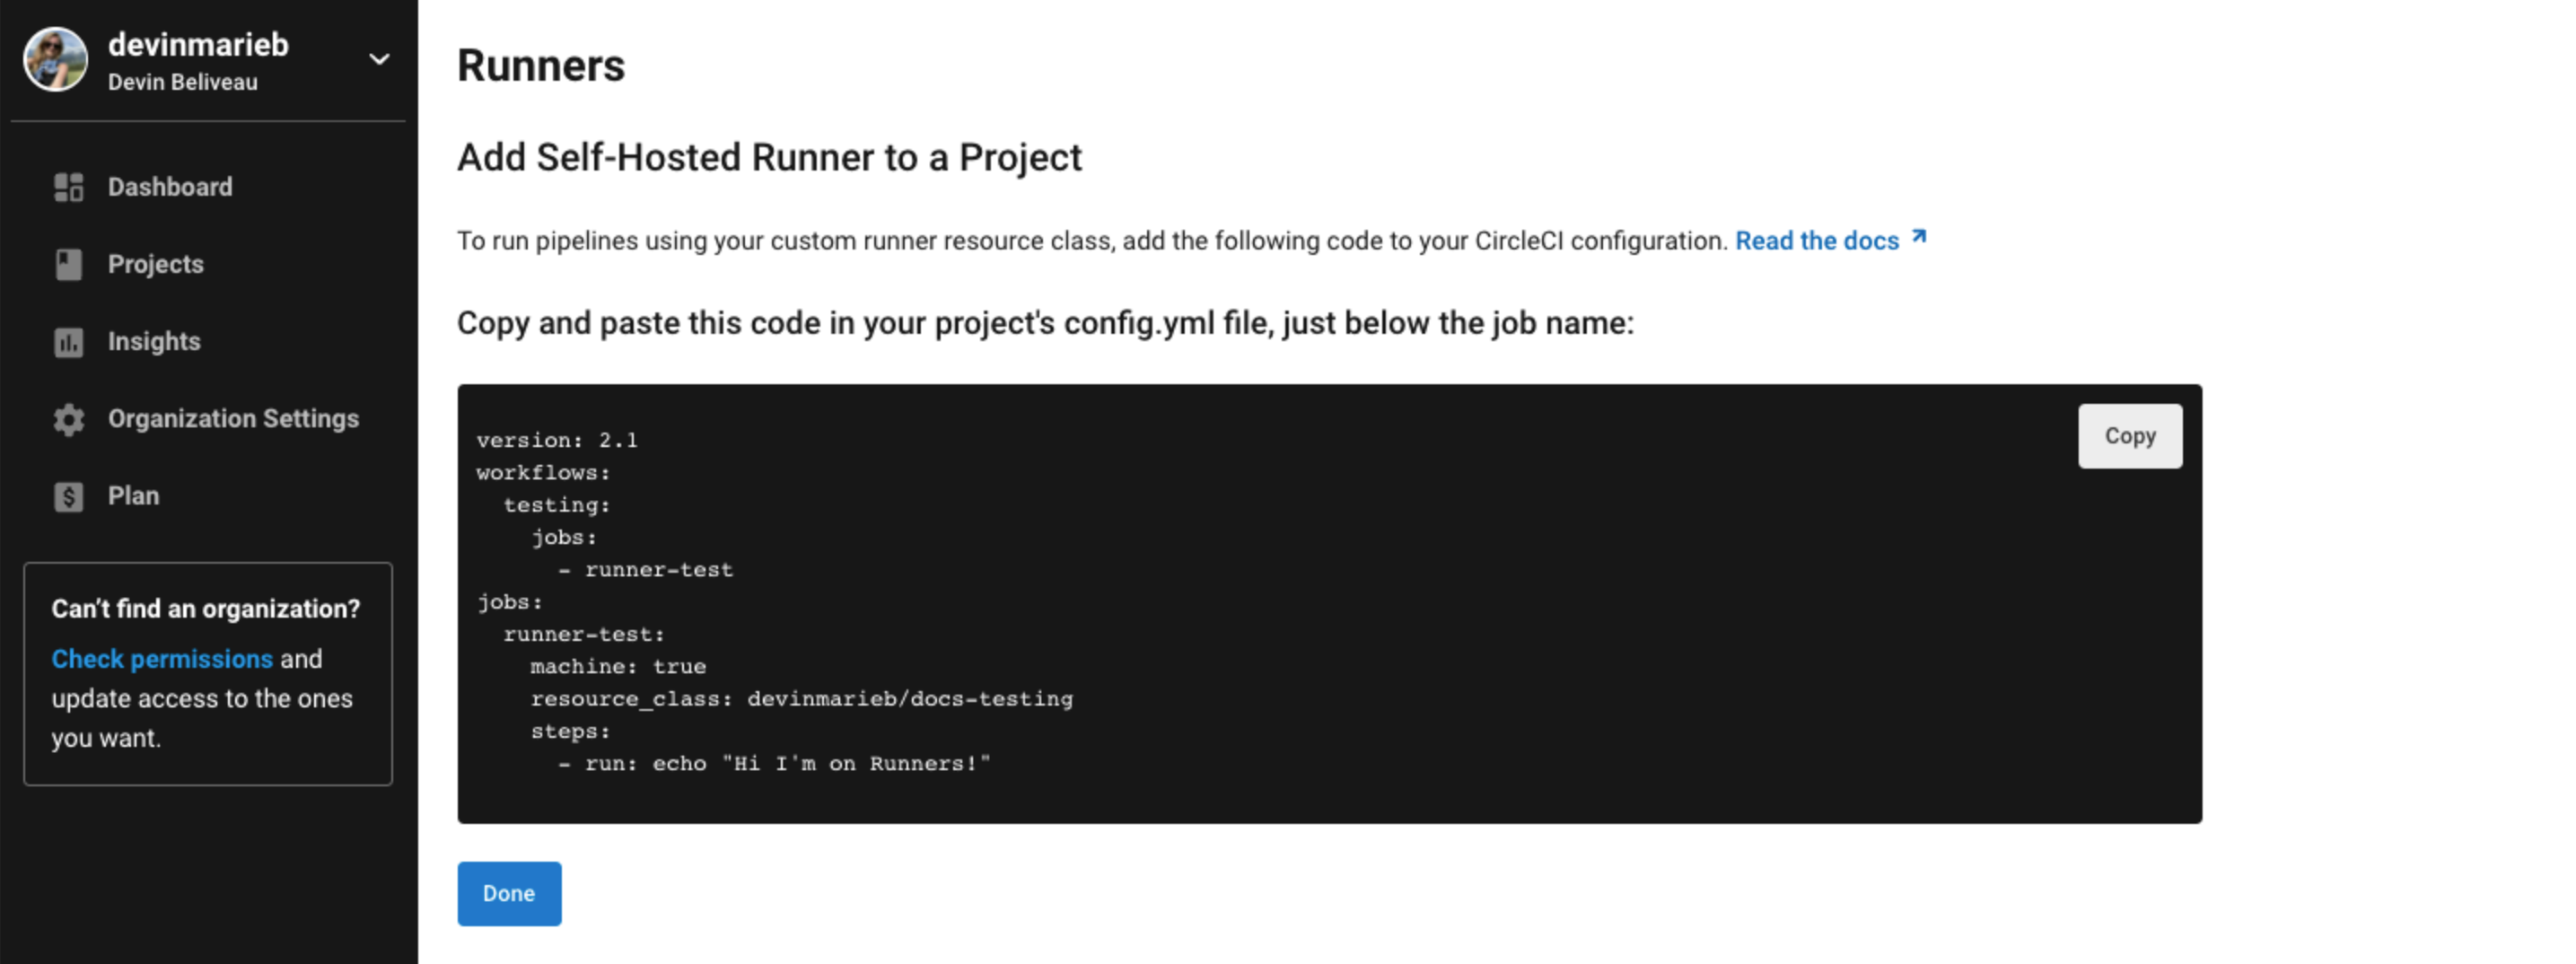 devinmarieb
Devin Beliveau
Dashboard
Projects
Insights
Organization Settings
Plan
Can't find an organization?
Check permissions and
update access to the ones
you want.
Runners
Add Self-Hosted Runner to a Project
To run pipelines using your custom runner resource class, add the following code to your CircleCI configuration. Read the docs
Copy and paste this code in your project's config.yml file, just below the job name:
Copy
version: 2.1
workflows:
  testing:
    jobs:
      - runner-test
jobs:
  runner-test:
    machine: true
    resource_class: devinmarieb/docs-testing
    steps:
      - run: echo "Hi I'm on Runners!"
Done